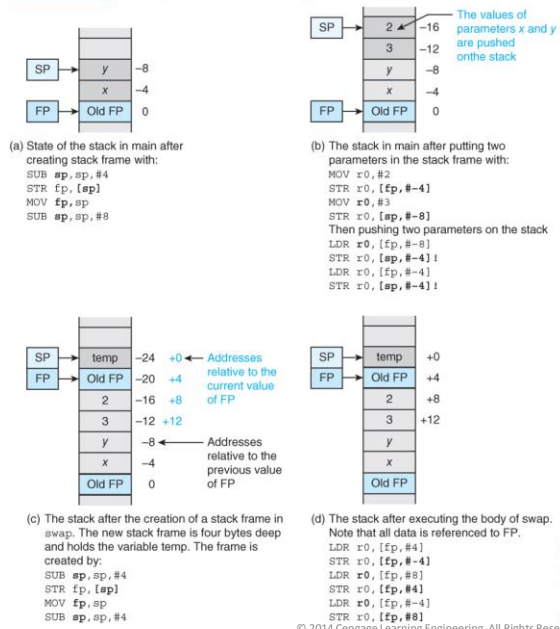 SP
y
−8
x
−4
FP
Old FP
0
(a) State of the stack in main after
creating stack frame with:
SUB sp,sp,#4
STR fp,[sp]
MOV fp,sp
SUB sp,sp,#8
SP
2
−16
3
−12
y
−8
x
−4
FP
Old FP
0
The values of
parameters x and y
are pushed
onthe stack
(b) The stack in main after putting two
parameters in the stack frame with:
MOV r0,#2
STR r0,[fp,#-4]
MOV r0,#3
STR r0,[sp,#-8]
Then pushing two parameters on the stack
LDR r0,[fp,#-8]
STR r0,[sp,#-4]!
LDR r0,[fp,#-4]
STR r0,[sp,#-4]!
SP
temp
−24
+0
FP
Old FP
−20
+4
2
−16
+8
3
−12
+12
y
−8
x
−4
Old FP
0
Addresses
relative to the
current value
of FP
Addresses
relative to the
previous value
of FP
(c) The stack after the creation of a stack frame in
swap. The new stack frame is four bytes deep
and holds the variable temp. The frame is
created by:
SUB sp,sp,#4
STR fp,[sp]
MOV fp,sp
SUB sp,sp,#4
SP
temp
+0
FP
Old FP
+4
2
+8
3
+12
y
x
Old FP
(d) The stack after executing the body of swap.
Note that all data is referenced to FP.
LDR r0,[fp,#4]
STR r0,[fp,#-4]
LDR r0,[fp,#8]
STR r0,[fp,#4]
LDR r0,[fp,#-4]
STR r0,[fp,#8]
© 2014 Cengage Learning Engineering. All Rights Rese